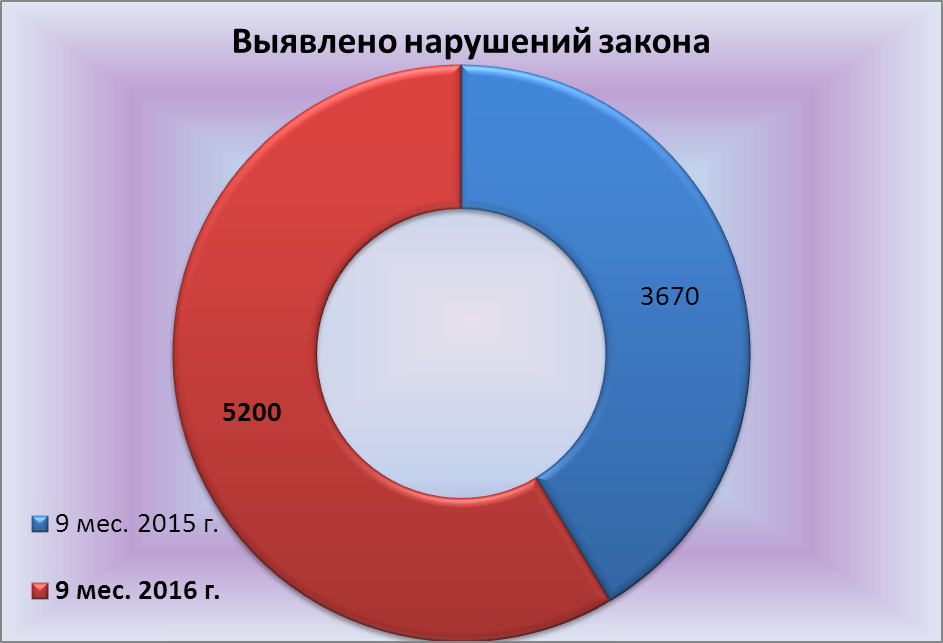 Выявлено нарушений закона
3670
5200
9 мес. 2015 г.
9 мес. 2016 г.